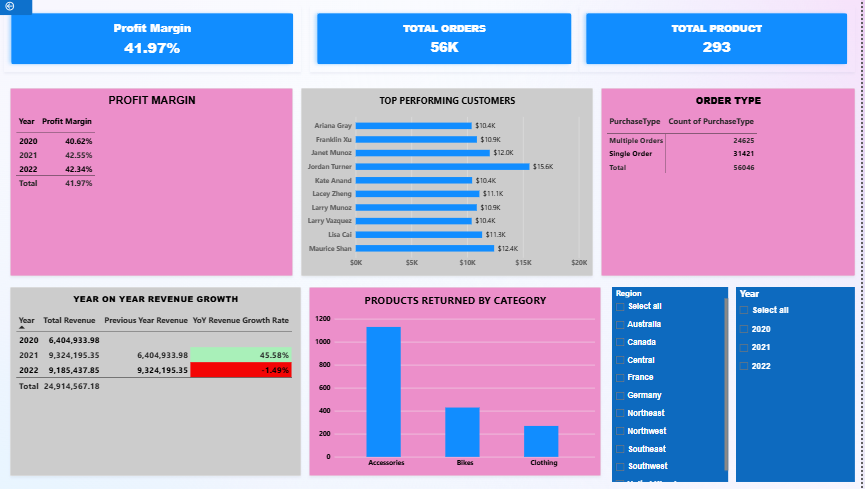 Profit Margin
41.97%
TOTAL ORDERS
56K
TOTAL PRODUCT
293
PROFIT MARGIN
Year Profit Margin
2020 40.62%
2021 42.55%
2022 42.34%
Total 41.97%
TOP PERFORMING CUSTOMERS
Ariana Gray $10.4K
Franklin Xu $10.9K
Janet Munoz $12.0K
Jordan Turner $15.6K
Kate Anand $10.4K
Lacey Zheng $11.1K
Larry Munoz $10.9K
Larry Vazquez $10.4K
Lisa Cai $11.3K
Maurice Shan $12.4K
$0K $5K $10K $15K $20K
ORDER TYPE
PurchaseType Count of PurchaseType
Multiple Orders 24625
Single Order 31421
Total 56046
YEAR ON YEAR REVENUE GROWTH
Year Total Revenue Previous Year Revenue YoY Revenue Growth Rate
2020 6,404,933.98
2021 9,324,195.35 6,404,933.98 45.58%
2022 9,185,437.85 9,324,195.35 -1.49%
Total 24,914,567.18
PRODUCTS RETURNED BY CATEGORY
1200
1000
800
600
400
200
0
Accessories Bikes Clothing
Region
Select all
Australia
Canada
Central
France
Germany
Northeast
Northwest
Southeast
Southwest
Year
Select all
2020
2021
2022